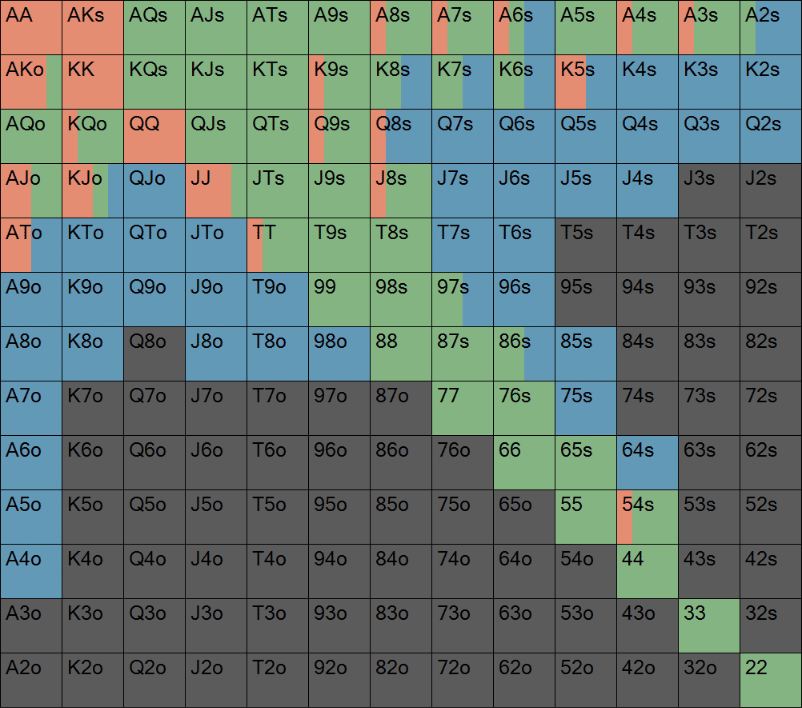 AA AKs AQs AJs ATs A9s A8s A7s A6s A5s A4s A3s A2s
AKo KK KQs KJs KTs K9s K8s K7s K6s K5s K4s K3s K2s
AQo KQo QQ QJs QTs Q9s Q8s Q7s Q6s Q5s Q4s Q3s Q2s
AJo KJo QJo JJ JTs J9s J8s J7s J6s J5s J4s J3s J2s
ATo KTo QTo JTo TT T9s T8s T7s T6s T5s T4s T3s T2s
A9o K9o Q9o J9o T9o 99 98s 97s 96s 95s 94s 93s 92s
A8o K8o Q8o J8o T8o 98o 88 87s 86s 85s 84s 83s 82s
A7o K7o Q7o J7o T7o 97o 87o 77 76s 75s 74s 73s 72s
A6o K6o Q6o J6o T6o 96o 86o 76o 66 65s 64s 63s 62s
A5o K5o Q5o J5o T5o 95o 85o 75o 65o 55 54s 53s 52s
A4o K4o Q4o J4o T4o 94o 84o 74o 64o 54o 44 43s 42s
A3o K3o Q3o J3o T3o 93o 83o 73o 63o 53o 43o 33 32s
A2o K2o Q2o J2o T2o 92o 82o 72o 62o 52o 42o 32o 22